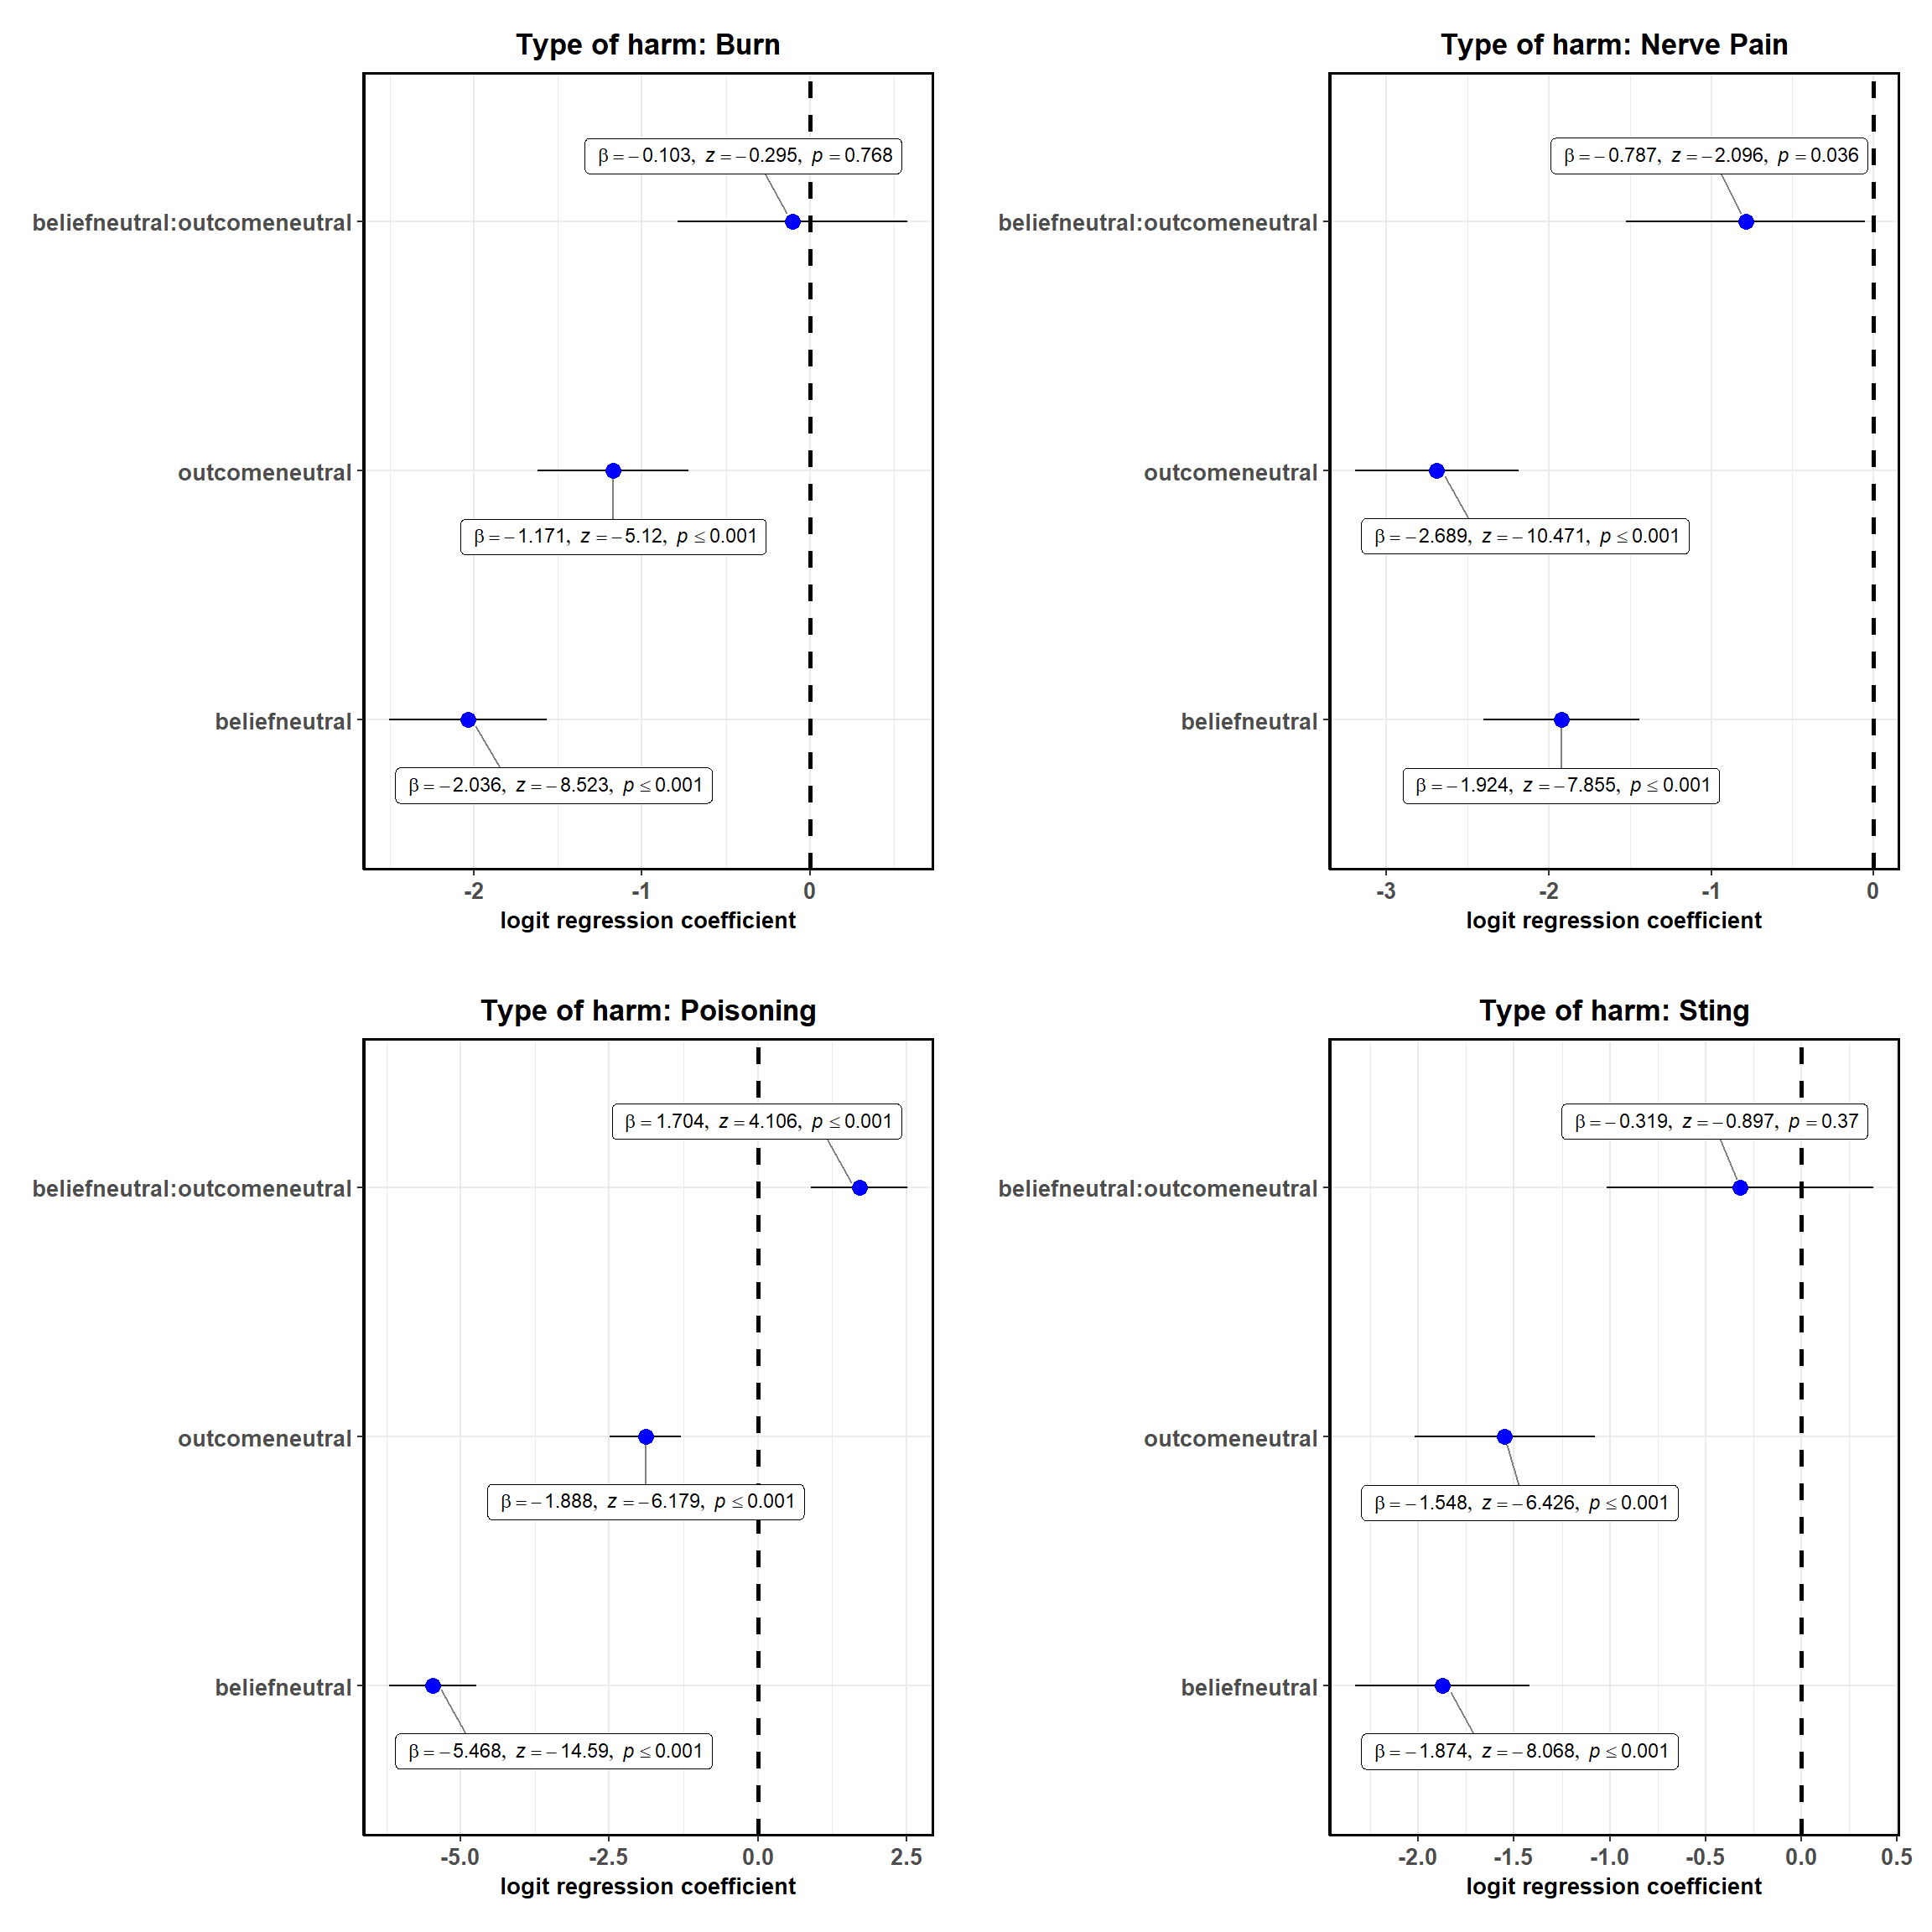 Type of harm: Burn
β = −0.103, z = −0.295, p = 0.768
beliefneutral:outcomeneutral
outcomeneutral
β = −1.171, z = −5.12, p ≤ 0.001
beliefneutral
β = −2.036, z = −8.523, p ≤ 0.001
-2 -1 0
logit regression coefficient
Type of harm: Nerve Pain
β = −0.787, z = −2.096, p = 0.036
beliefneutral:outcomeneutral
outcomeneutral
β = −2.689, z = −10.471, p ≤ 0.001
beliefneutral
β = −1.924, z = −7.855, p ≤ 0.001
-3 -2 -1 0
logit regression coefficient
Type of harm: Poisoning
β = 1.704, z = 4.106, p ≤ 0.001
beliefneutral:outcomeneutral
outcomeneutral
β = −1.888, z = −6.179, p ≤ 0.001
beliefneutral
β = −5.468, z = −14.59, p ≤ 0.001
-5.0 -2.5 0.0 2.5
logit regression coefficient
Type of harm: Sting
β = −0.319, z = −0.897, p = 0.37
beliefneutral:outcomeneutral
outcomeneutral
β = −1.548, z = −6.426, p ≤ 0.001
beliefneutral
β = −1.874, z = −8.068, p ≤ 0.001
-2.0 -1.5 -1.0 -0.5 0.0 0.5
logit regression coefficient